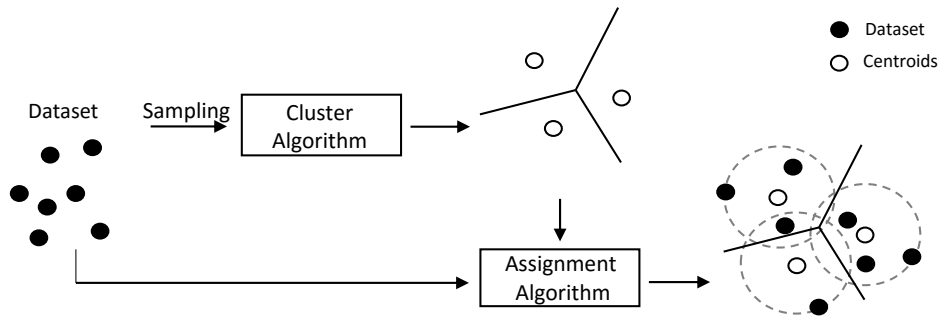 Dataset
Centroids
Dataset
Sampling
Cluster
Algorithm
Assignment
Algorithm